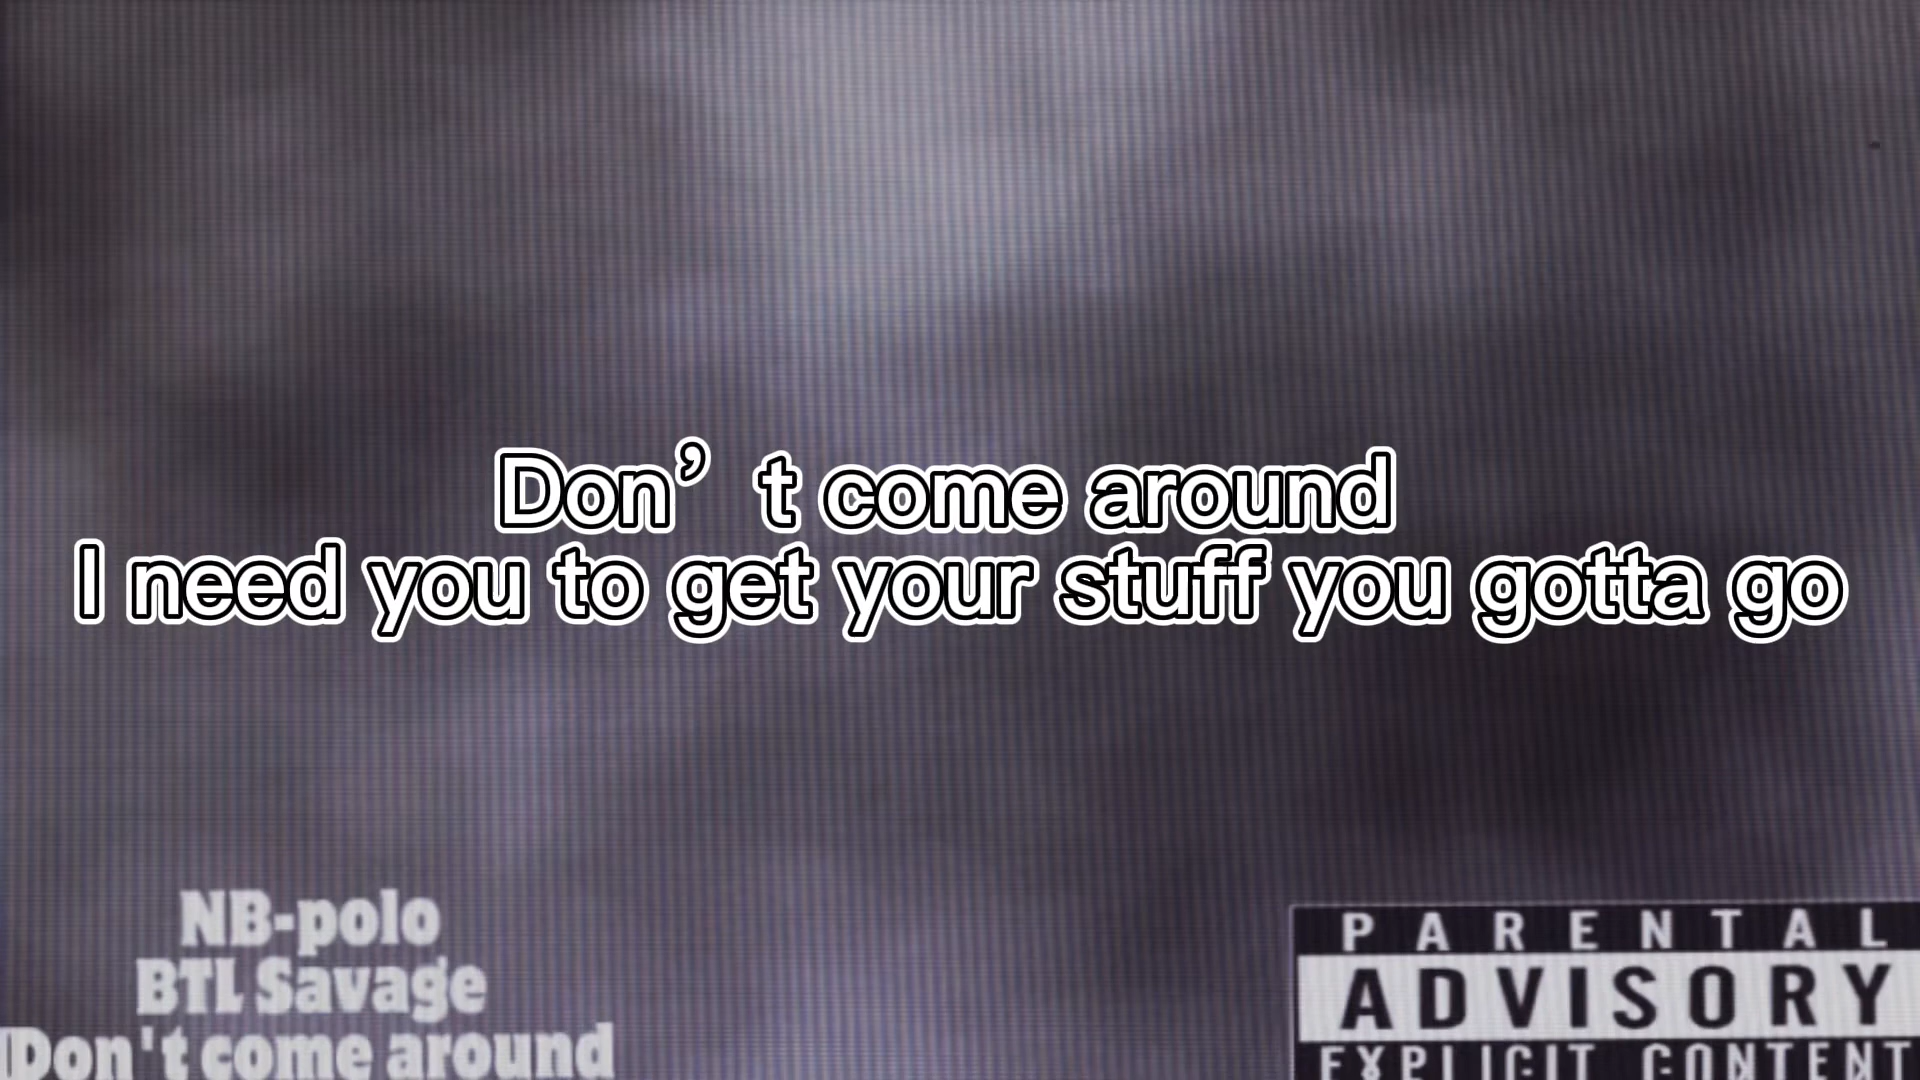 Don’t come around
I need you to get your stuff you gotta go
NB-polo
BTL Savage
Don't come around
PARENTAL
ADVISORY
EXPLICIT CONTENT